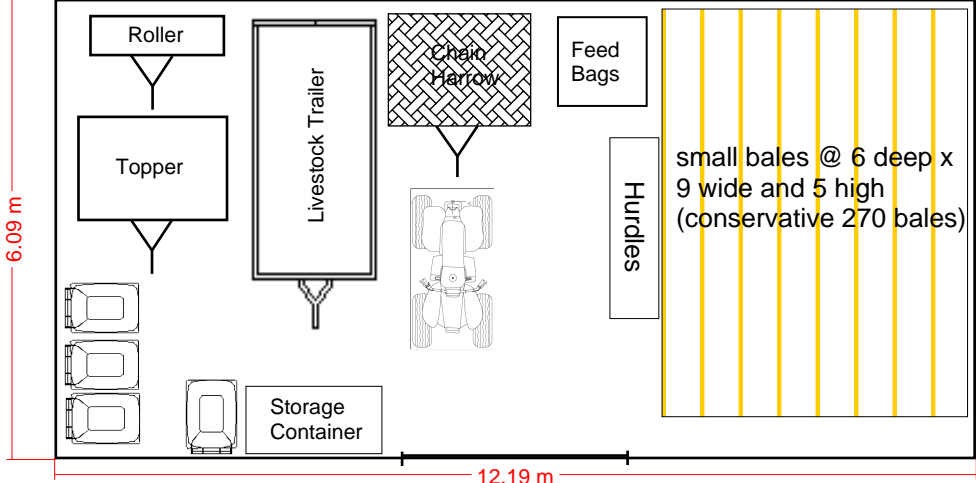 Roller
Livestock Trailer
Chain
Harrow
Feed
Bags
Topper
Hurdles
small bales @ 6 deep x
9 wide and 5 high
(conservative 270 bales)
6.09 m
Storage
Container
12.19 m